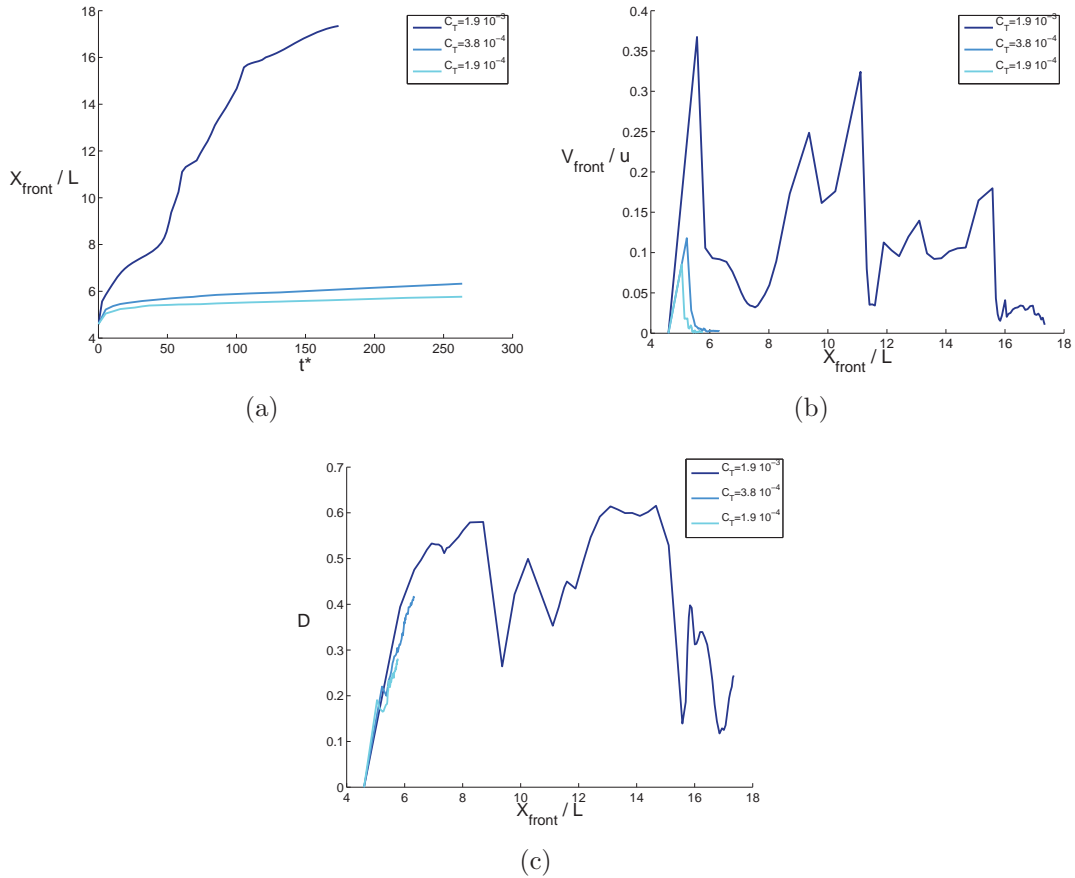 18
16
14
12
10
8
6
4
X_front / L
0 50 100 150 200 250 300
t*
C_T=1.9 10^−3
C_T=3.8 10^−4
C_T=1.9 10^−4
(a)
0.4
0.35
0.3
0.25
0.2
0.15
0.1
0.05
0
V_front / u
4 6 8 10 12 14 16 18
X_front / L
C_T=1.9 10^−3
C_T=3.8 10^−4
C_T=1.9 10^−4
(b)
0.7
0.6
0.5
0.4
0.3
0.2
0.1
0
D
4 6 8 10 12 14 16 18
X_front / L
C_T=1.9 10^−3
C_T=3.8 10^−4
C_T=1.9 10^−4
(c)